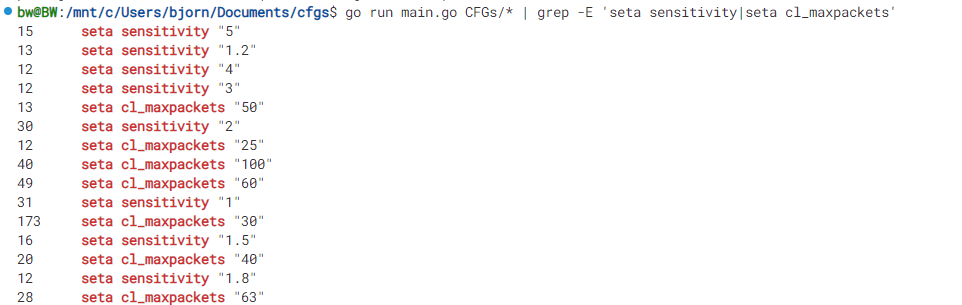 bw@BW:/mnt/c/Users/bjorn/Documents/cfgs$ go run main.go CFGs/* | grep -E 'seta sensitivity|seta cl_maxpackets'
15 seta sensitivity "5"
13 seta sensitivity "1.2"
12 seta sensitivity "4"
12 seta sensitivity "3"
13 seta cl_maxpackets "50"
30 seta sensitivity "2"
12 seta cl_maxpackets "25"
40 seta cl_maxpackets "100"
49 seta cl_maxpackets "60"
31 seta sensitivity "1"
173 seta cl_maxpackets "30"
16 seta sensitivity "1.5"
20 seta cl_maxpackets "40"
12 seta sensitivity "1.8"
28 seta cl_maxpackets "63"